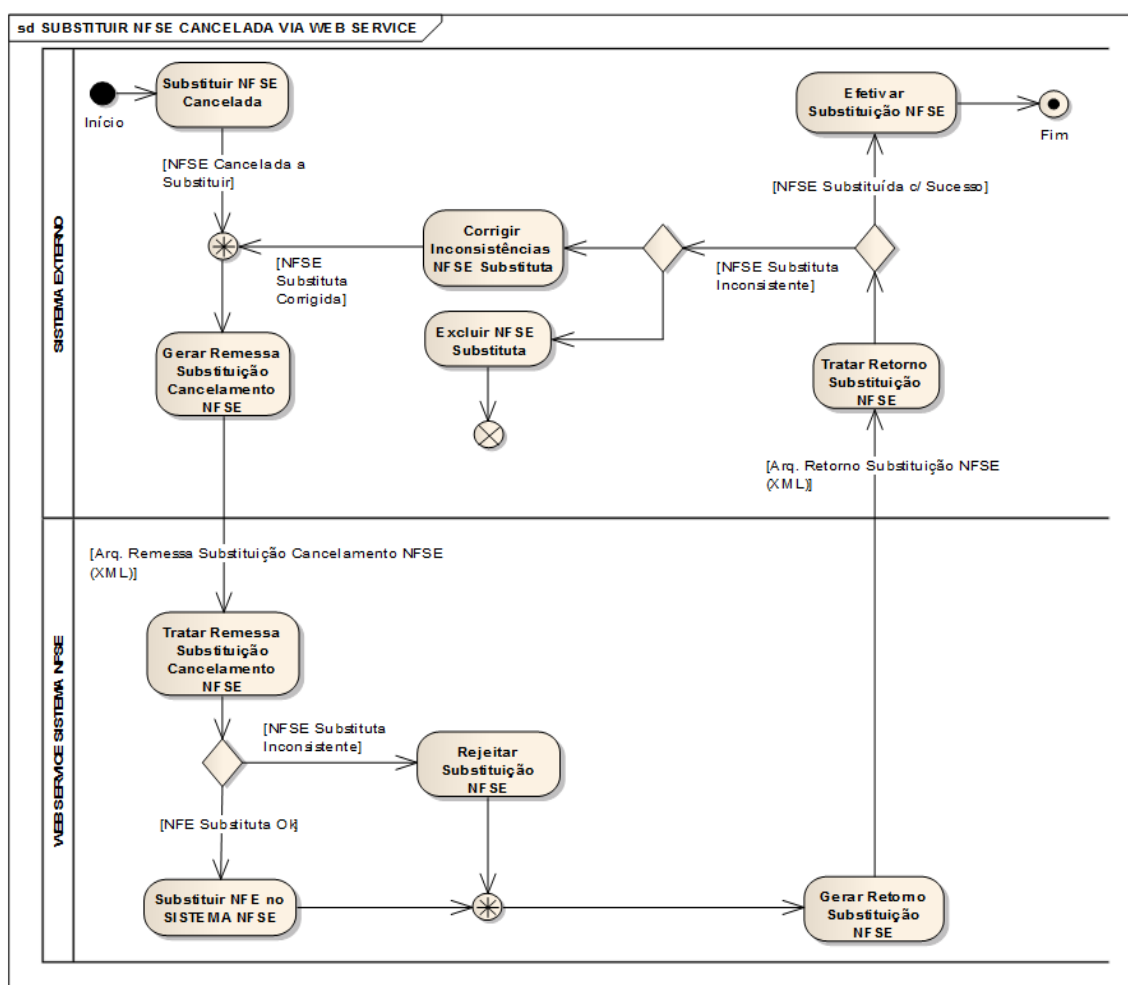 sd SUBSTITUIR NFSE CANCELADA VIA WEB SERVICE
SISTEMA EXTERNO
Início
Substituir NFSE
Cancelada
[NFSE Cancelada a
Substituir]
Efetivar
Substituição NFSE
Fim
[NFSE Substituída c/ Sucesso]
Corrigir
Inconsistências
NFSE Substituta
[NFSE
Substituta
Corrigida]
[NFSE Substituta
Inconsistente]
Excluir NFSE
Substituta
Gerar Remessa
Substituição
Cancelamento
NFSE
Tratar Retorno
Substituição
NFSE
[Arq. Retorno Substituição NFSE
(XML)]
WEB SERVICE SISTEMA NFSE
[Arq. Remessa Substituição Cancelamento NFSE
(XML)]
Tratar Remessa
Substituição
Cancelamento
NFSE
[NFSE Substituta
Inconsistente]
Rejeitar
Substituição
NFSE
[NFE Substituta Ok]
Substituir NFE no
SISTEMA NFSE
Gerar Retorno
Substituição
NFSE